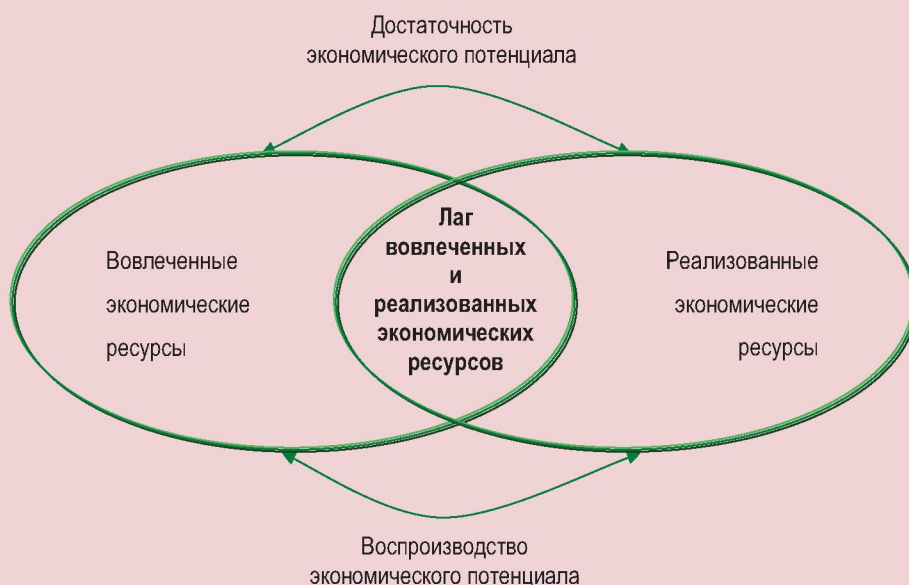 Достаточность
экономического потенциала
Вовлеченные
экономические
ресурсы
Лаг
вовлеченных
и
реализованных
экономических
ресурсов
Реализованные
экономические
ресурсы
Воспроизводство
экономического потенциала